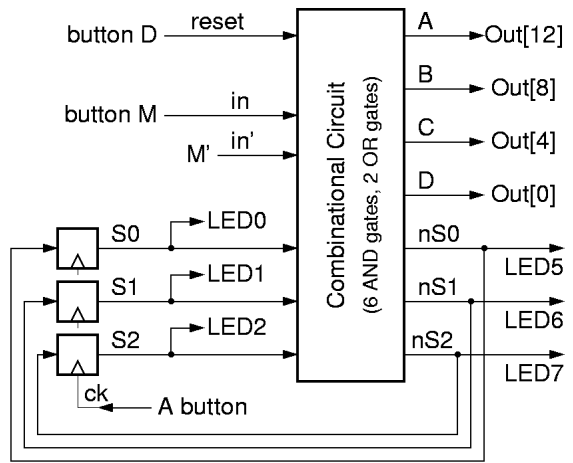 button D
reset
button M
in
M'
in'
Combinational Circuit
(6 AND gates, 2 OR gates)
A
Out[12]
B
Out[8]
C
Out[4]
D
Out[0]
S0
LED0
S1
LED1
S2
LED2
nS0
LED5
nS1
LED6
nS2
LED7
ck
A button